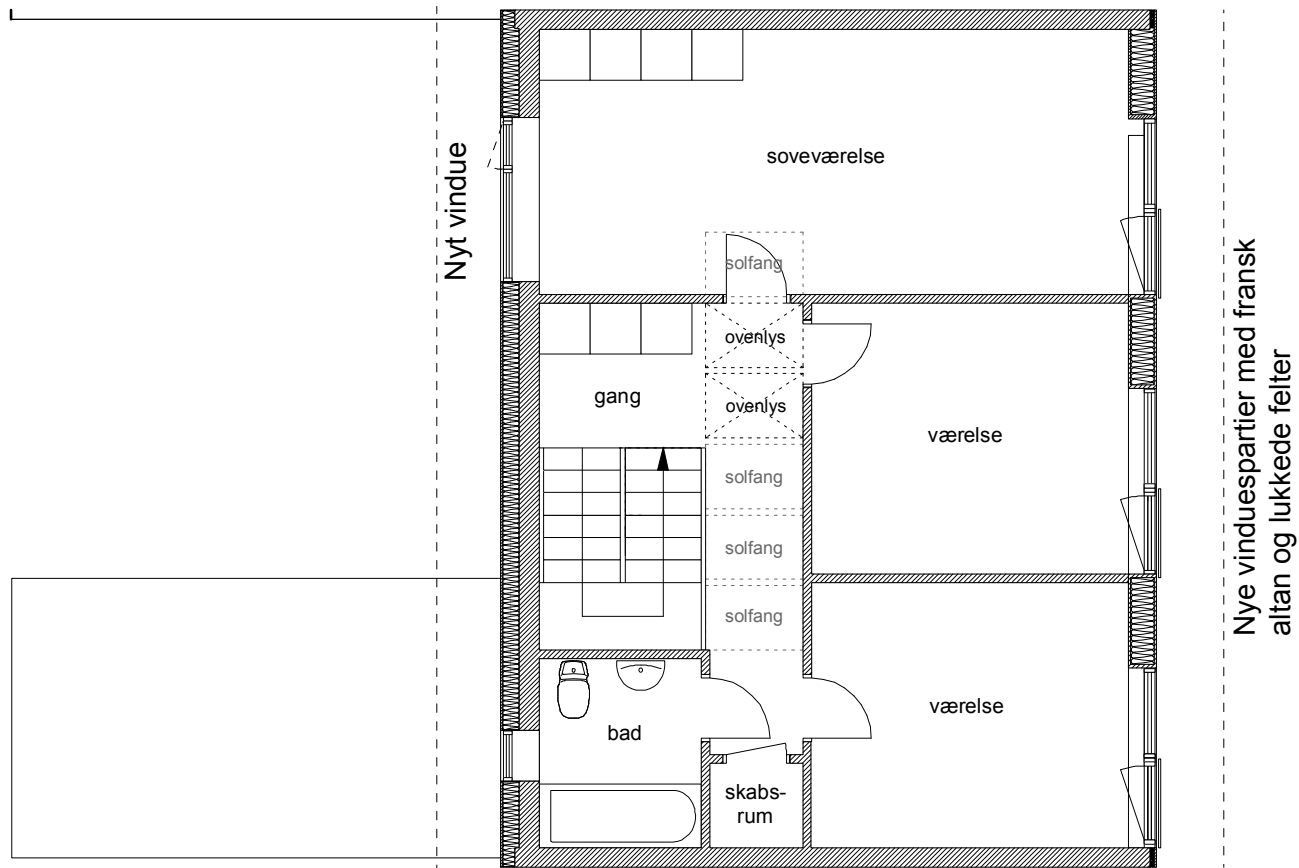 Nyt vindue
soveværelse
solfang
ovenlys
gang
ovenlys
værelse
solfang
solfang
solfang
værelse
bad
skabs-
rum
Nye vinduespartier med fransk
altan og lukkede felter